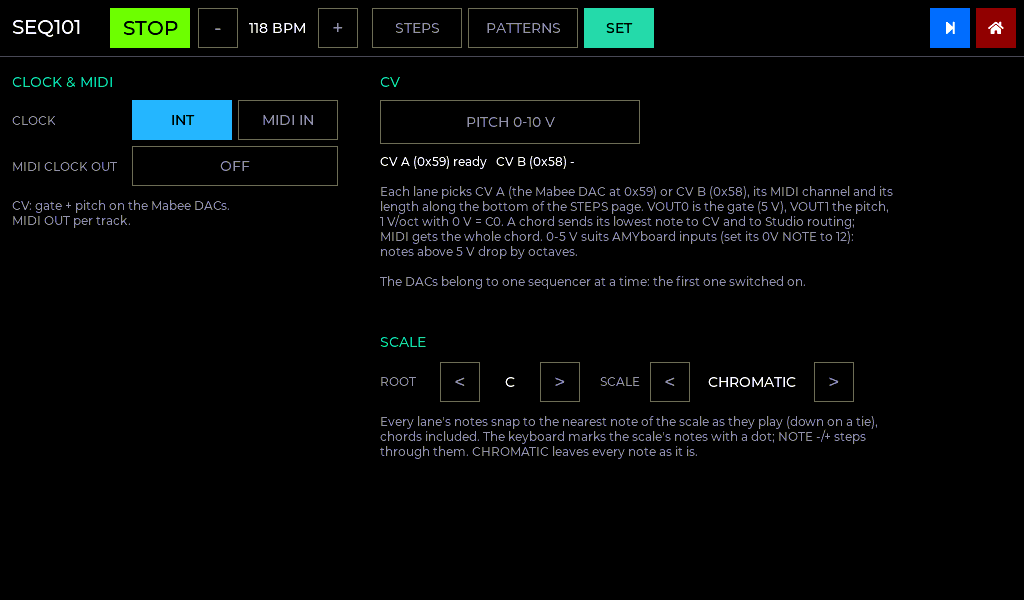 SEQ101 STOP - 118 BPM + STEPS PATTERNS SET
CLOCK & MIDI
CLOCK INT MIDI IN
MIDI CLOCK OUT OFF
CV: gate + pitch on the Mabee DACs.
MIDI OUT per track.
CV
PITCH 0-10 V
CV A (0x59) ready CV B (0x58) -
Each lane picks CV A (the Mabee DAC at 0x59) or CV B (0x58), its MIDI channel and its
length along the bottom of the STEPS page. VOUT0 is the gate (5 V), VOUT1 the pitch,
1 V/oct with 0 V = C0. A chord sends its lowest note to CV and to Studio routing;
MIDI gets the whole chord. 0-5 V suits AMYboard inputs (set its 0V NOTE to 12):
notes above 5 V drop by octaves.
The DACs belong to one sequencer at a time: the first one switched on.
SCALE
ROOT < C > SCALE < CHROMATIC >
Every lane's notes snap to the nearest note of the scale as they play (down on a tie),
chords included. The keyboard marks the scale's notes with a dot; NOTE -/+ steps
through them. CHROMATIC leaves every note as it is.